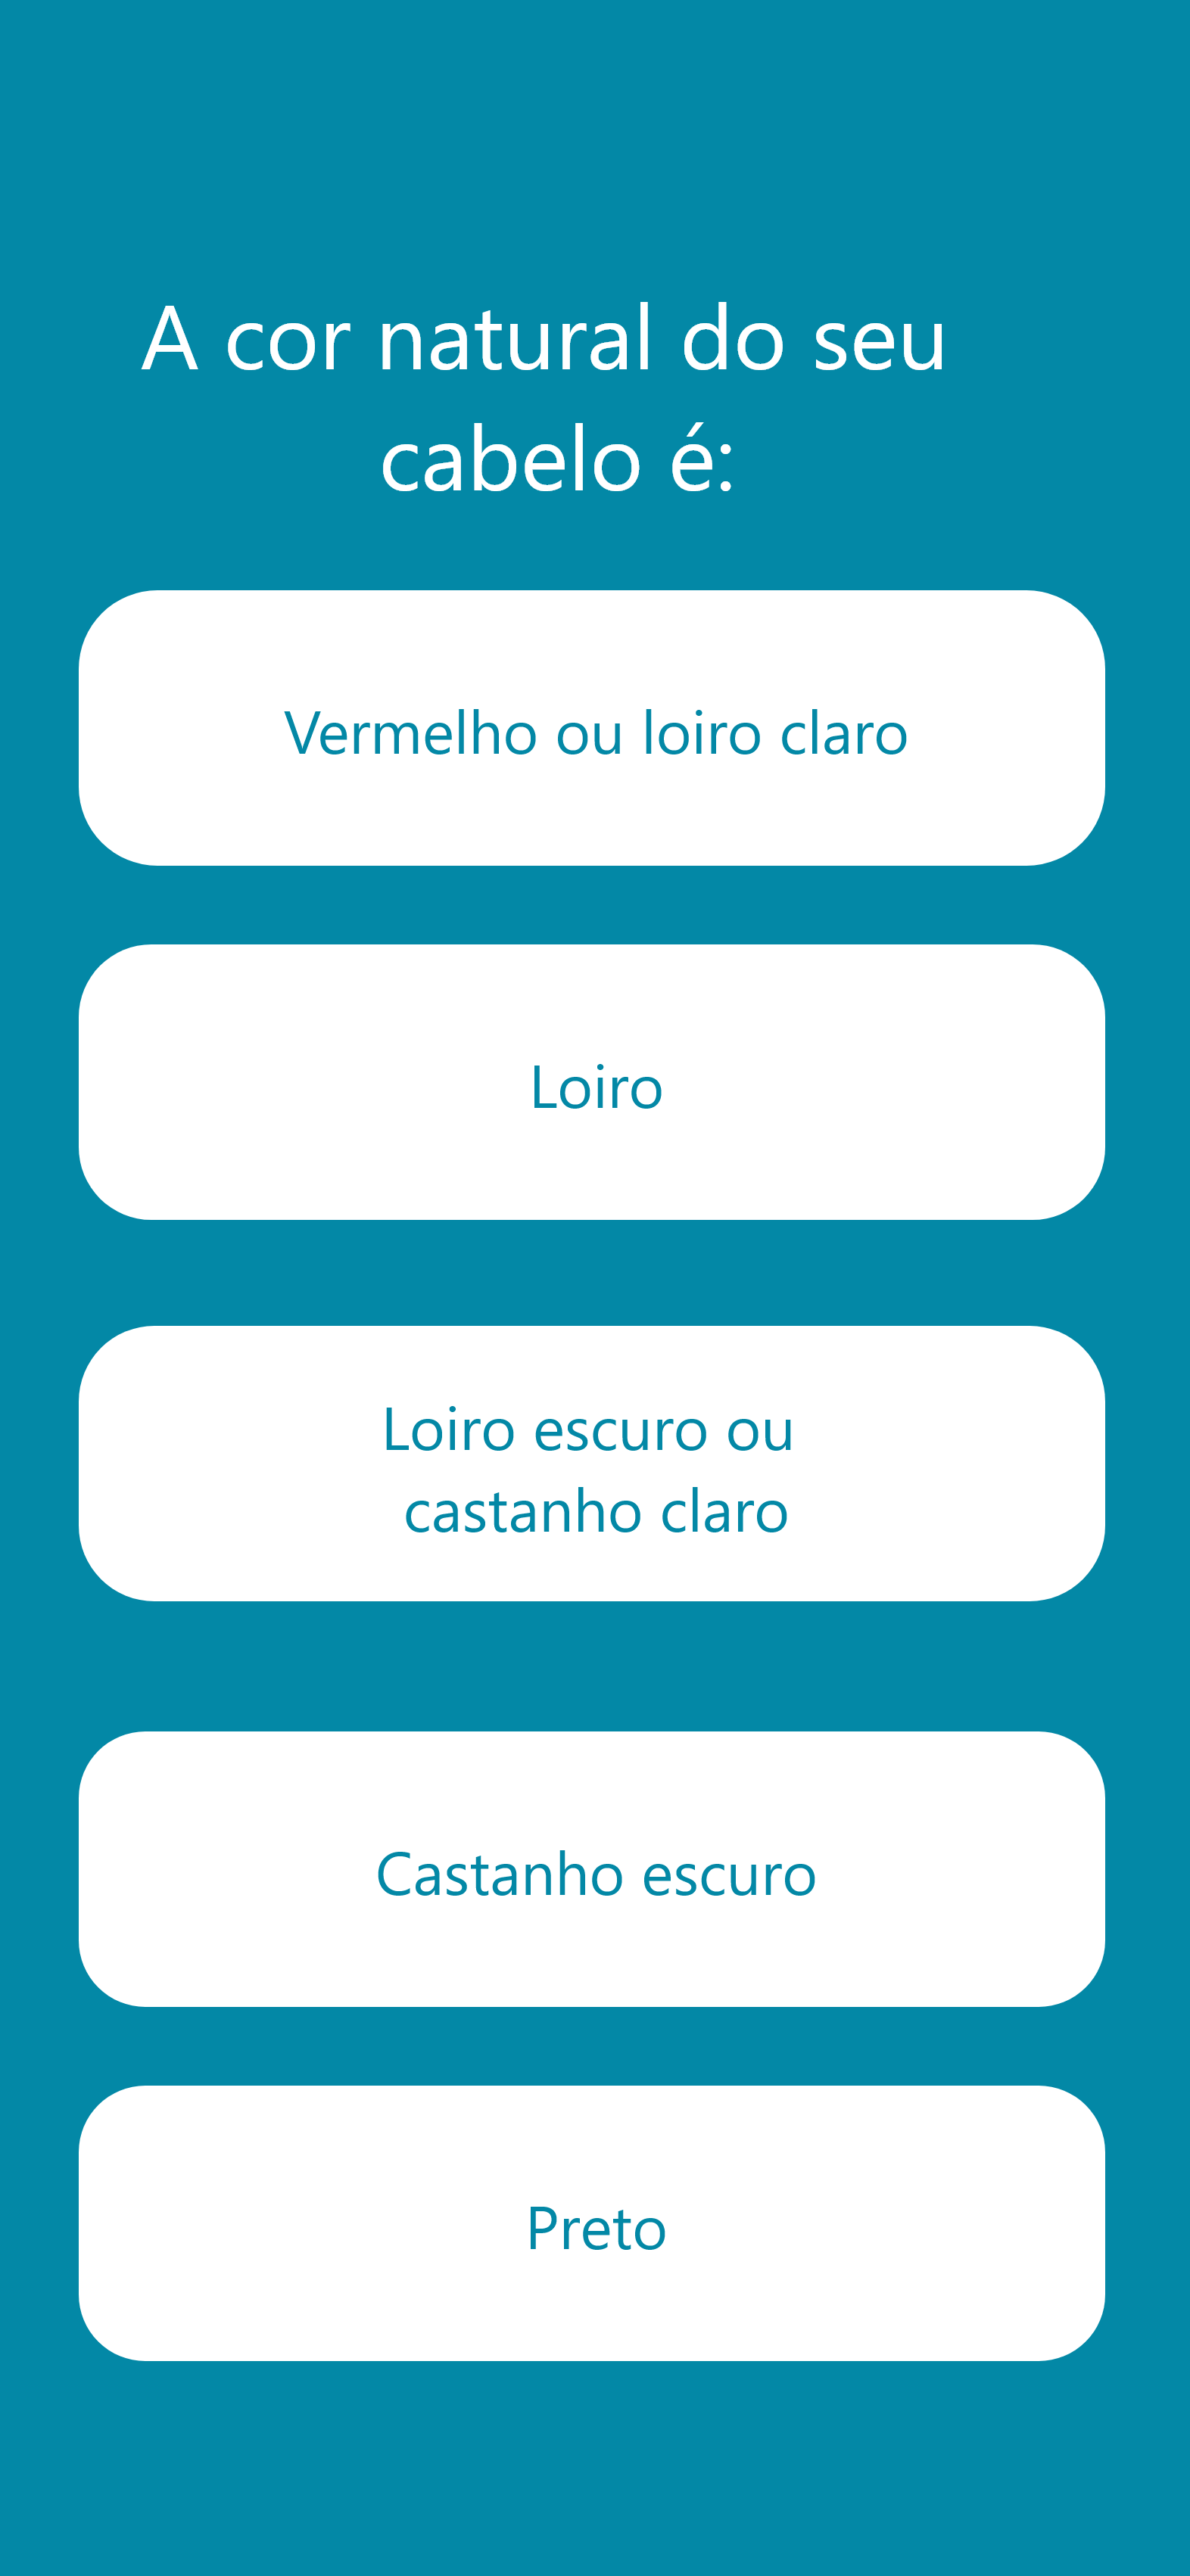 A cor natural do seu
cabelo é:
Vermelho ou loiro claro
Loiro
Loiro escuro ou
castanho claro
Castanho escuro
Preto